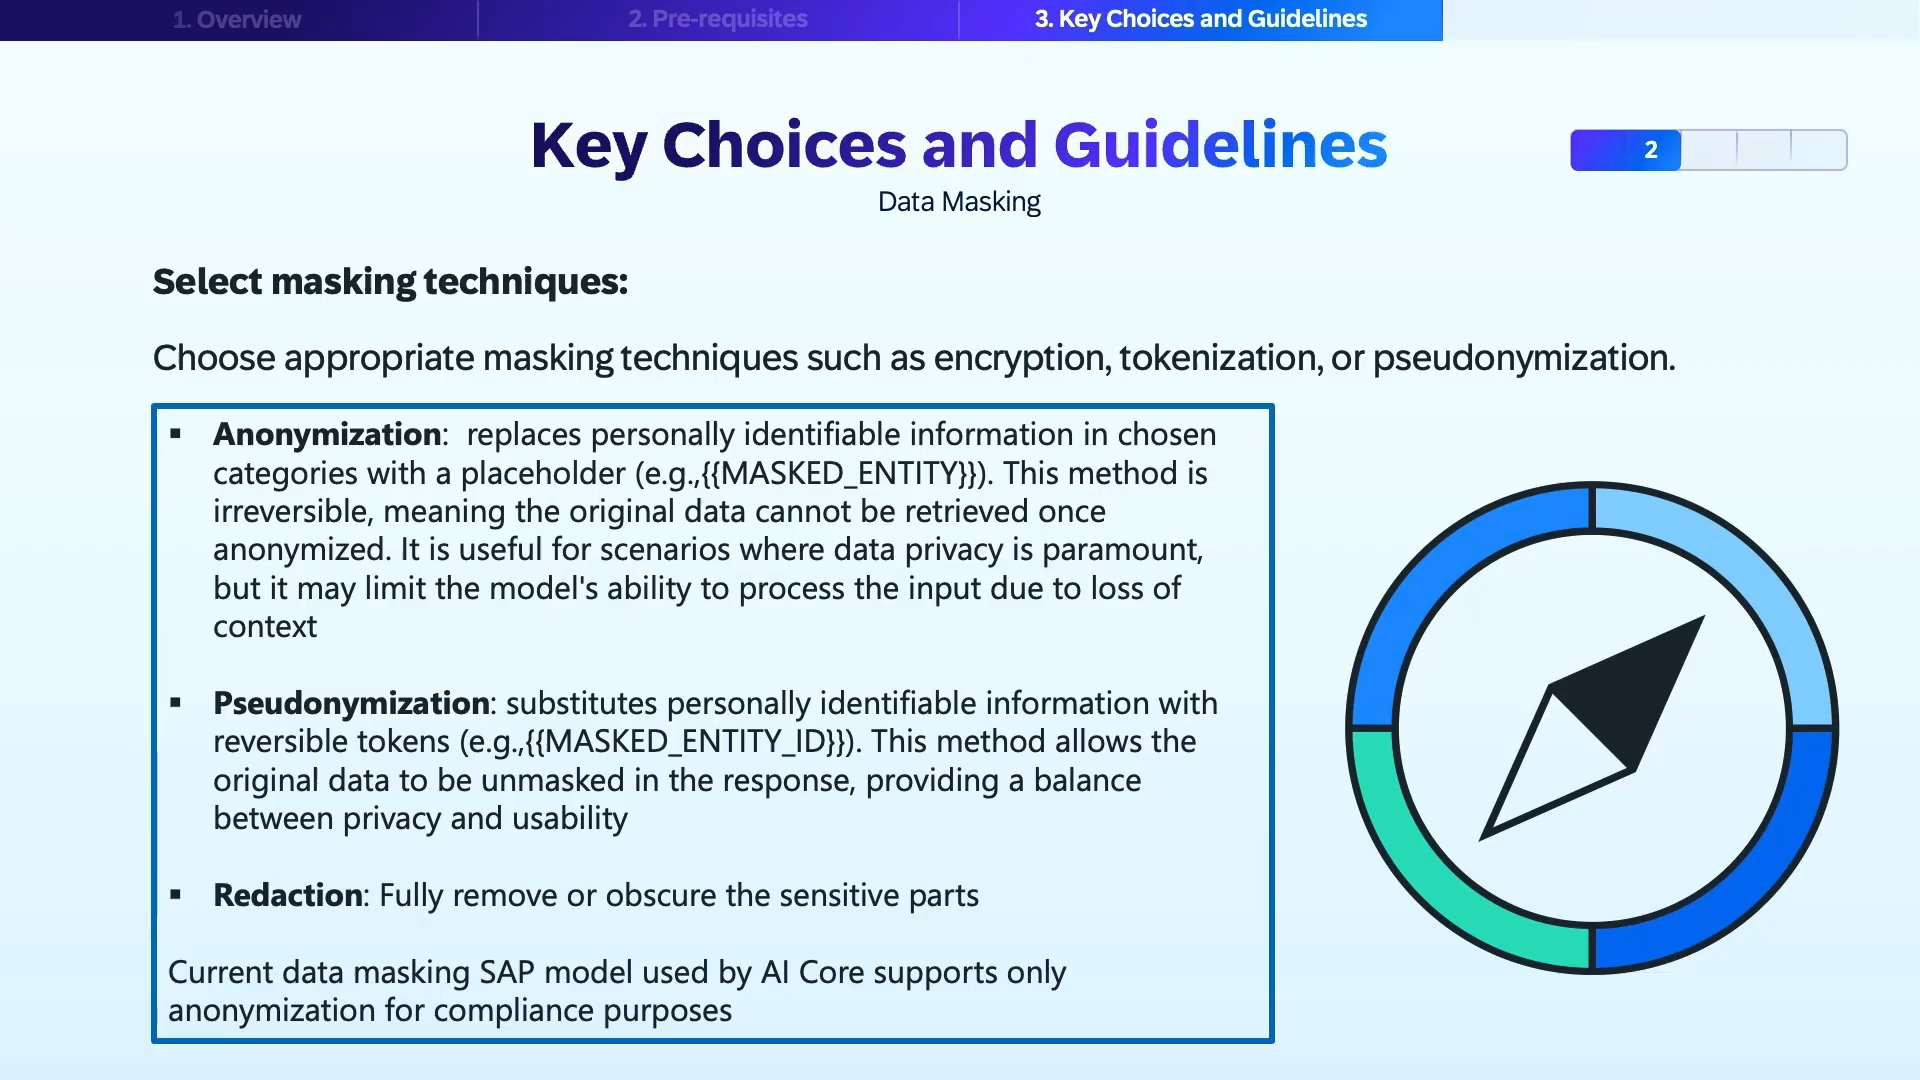 1. Overview
2. Pre-requisites
3. Key Choices and Guidelines
Key Choices and Guidelines
2
Data Masking
Select masking techniques:
Choose appropriate masking techniques such as encryption, tokenization, or pseudonymization.
▪ Anonymization:  replaces personally identifiable information in chosen
categories with a placeholder (e.g.,{{MASKED_ENTITY}}). This method is
irreversible, meaning the original data cannot be retrieved once
anonymized. It is useful for scenarios where data privacy is paramount,
but it may limit the model's ability to process the input due to loss of
context
▪ Pseudonymization: substitutes personally identifiable information with
reversible tokens (e.g.,{{MASKED_ENTITY_ID}}). This method allows the
original data to be unmasked in the response, providing a balance
between privacy and usability
▪ Redaction: Fully remove or obscure the sensitive parts
Current data masking SAP model used by AI Core supports only
anonymization for compliance purposes